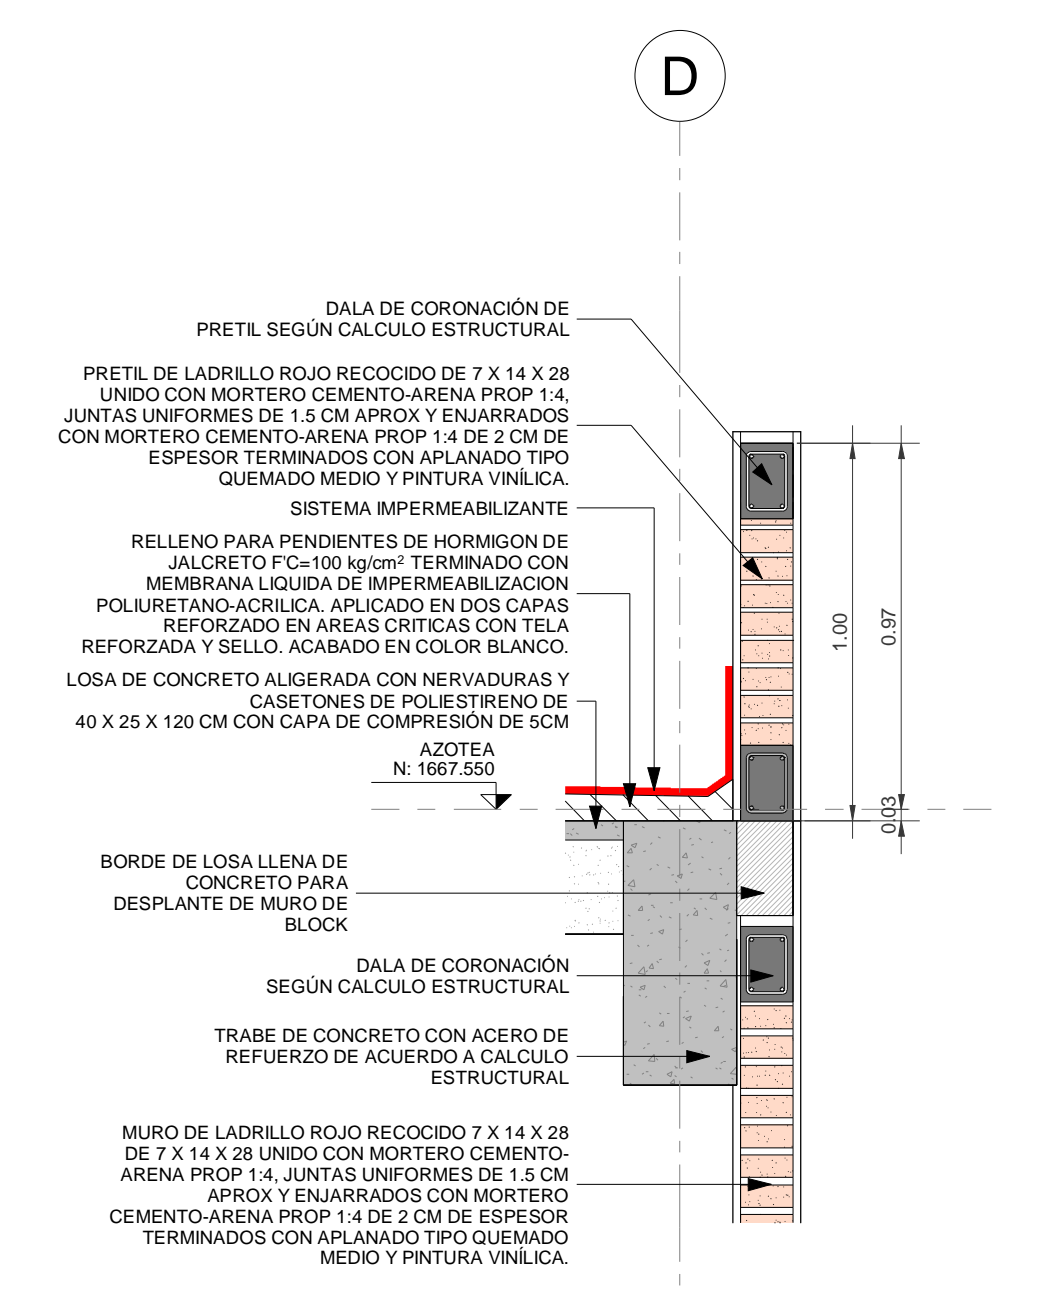 D
DALA DE CORONACIÓN DE
PRETIL SEGÚN CALCULO ESTRUCTURAL
PRETIL DE LADRILLO ROJO RECOCIDO DE 7 X 14 X 28
UNIDO CON MORTERO CEMENTO-ARENA PROP 1:4,
JUNTAS UNIFORMES DE 1.5 CM APROX Y ENJARRADOS
CON MORTERO CEMENTO-ARENA PROP 1:4 DE 2 CM DE
ESPESOR TERMINADOS CON APLANADO TIPO
QUEMADO MEDIO Y PINTURA VINÍLICA.
SISTEMA IMPERMEABILIZANTE
RELLENO PARA PENDIENTES DE HORMIGON DE
JALCRETO F'C=100 kg/cm² TERMINADO CON
MEMBRANA LIQUIDA DE IMPERMEABILIZACION
POLIURETANO-ACRILICA. APLICADO EN DOS CAPAS
REFORZADO EN AREAS CRITICAS CON TELA
REFORZADA Y SELLO. ACABADO EN COLOR BLANCO.
LOSA DE CONCRETO ALIGERADA CON NERVADURAS Y
CASETONES DE POLIESTIRENO DE
40 X 25 X 120 CM CON CAPA DE COMPRESIÓN DE 5CM
AZOTEA
N: 1667.550
BORDE DE LOSA LLENA DE
CONCRETO PARA
DESPLANTE DE MURO DE
BLOCK
DALA DE CORONACIÓN
SEGÚN CALCULO ESTRUCTURAL
TRABE DE CONCRETO CON ACERO DE
REFUERZO DE ACUERDO A CALCULO
ESTRUCTURAL
MURO DE LADRILLO ROJO RECOCIDO 7 X 14 X 28
DE 7 X 14 X 28 UNIDO CON MORTERO CEMENTO-
ARENA PROP 1:4, JUNTAS UNIFORMES DE 1.5 CM
APROX Y ENJARRADOS CON MORTERO
CEMENTO-ARENA PROP 1:4 DE 2 CM DE ESPESOR
TERMINADOS CON APLANADO TIPO QUEMADO
MEDIO Y PINTURA VINÍLICA.
1.00
0.97
0.03